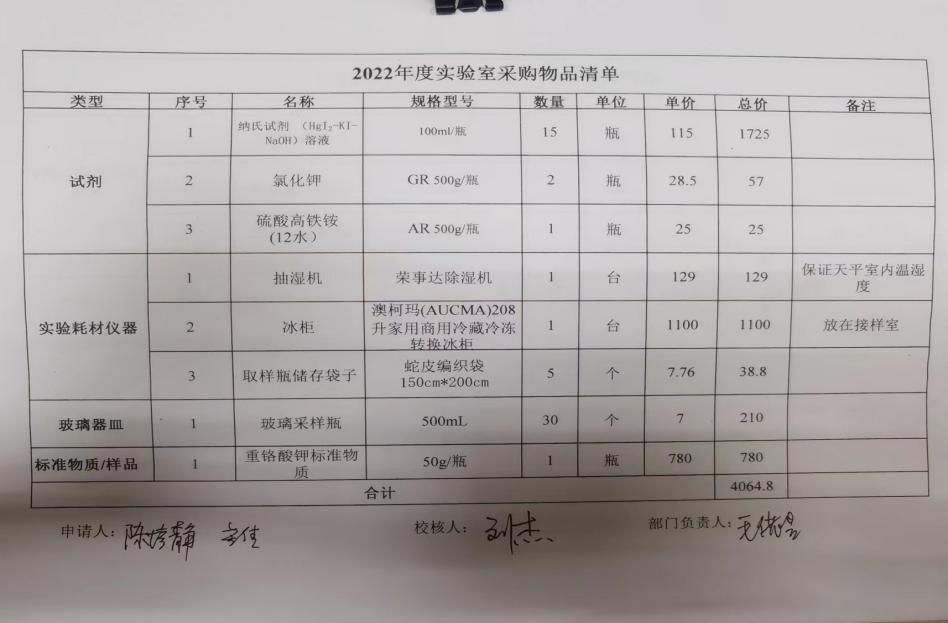 2022年度实验室采购物品清单
类型 序号 名称 规格型号 数量 单位 单价 总价 备注
试剂 1 纳氏试剂 （HgI₂-KI-NaOH）溶液 100ml/瓶 15 瓶 115 1725
2 氯化钾 GR 500g/瓶 2 瓶 28.5 57
3 硫酸高铁铵(12水） AR 500g/瓶 1 瓶 25 25
实验耗材仪器 1 抽湿机 荣事达除湿机 1 台 129 129 保证天平室内温湿度
2 冰柜 澳柯玛(AUCMA)208升家用商用冷藏冷冻转换冰柜 1 台 1100 1100 放在接样室
3 取样瓶储存袋子 蛇皮编织袋150cm*200cm 5 个 7.76 38.8
玻璃器皿 1 玻璃采样瓶 500mL 30 个 7 210
标准物质/样品 1 重铬酸钾标准物质 50g/瓶 1 瓶 780 780
合计 4064.8
申请人： 校核人： 刘杰 部门负责人：